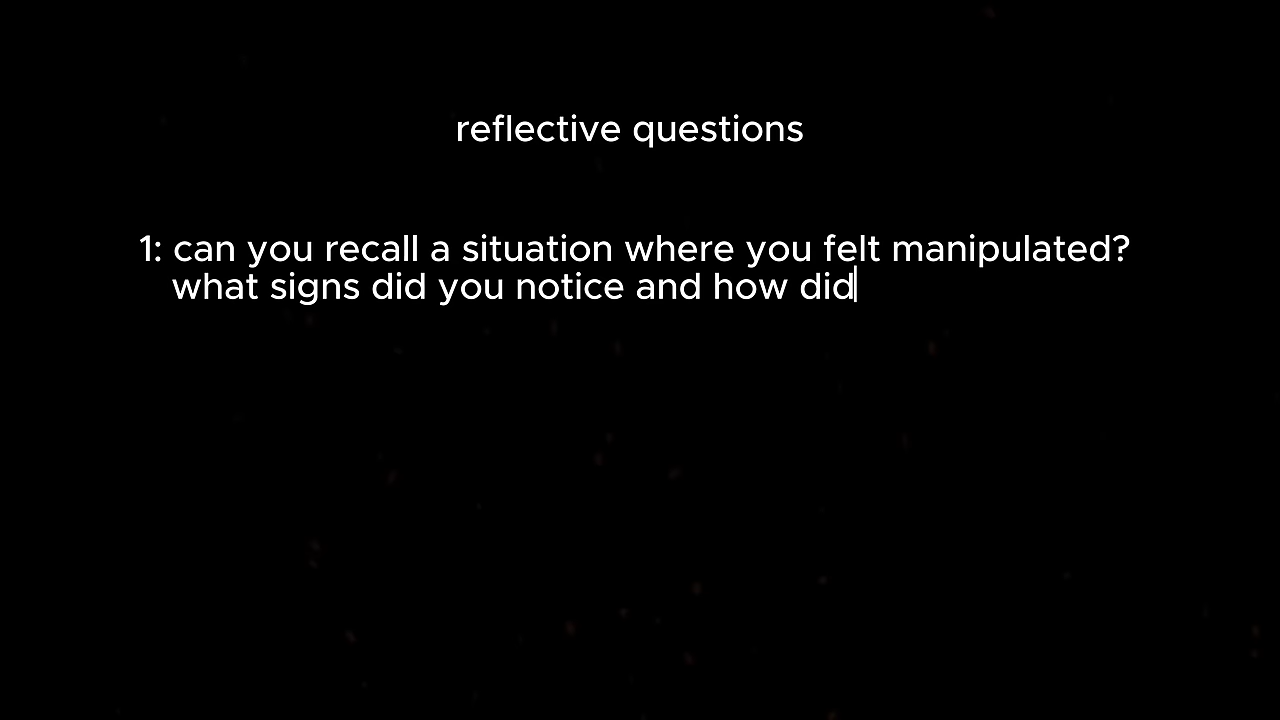 reflective questions
1: can you recall a situation where you felt manipulated?
what signs did you notice and how did